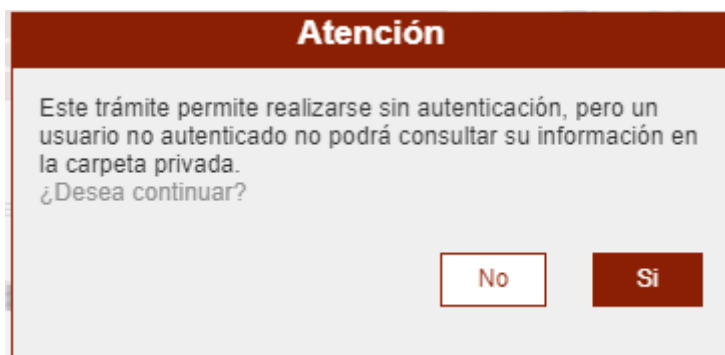 Atención
Este trámite permite realizarse sin autenticación, pero un
usuario no autenticado no podrá consultar su información en
la carpeta privada.
¿Desea continuar?
No
Si